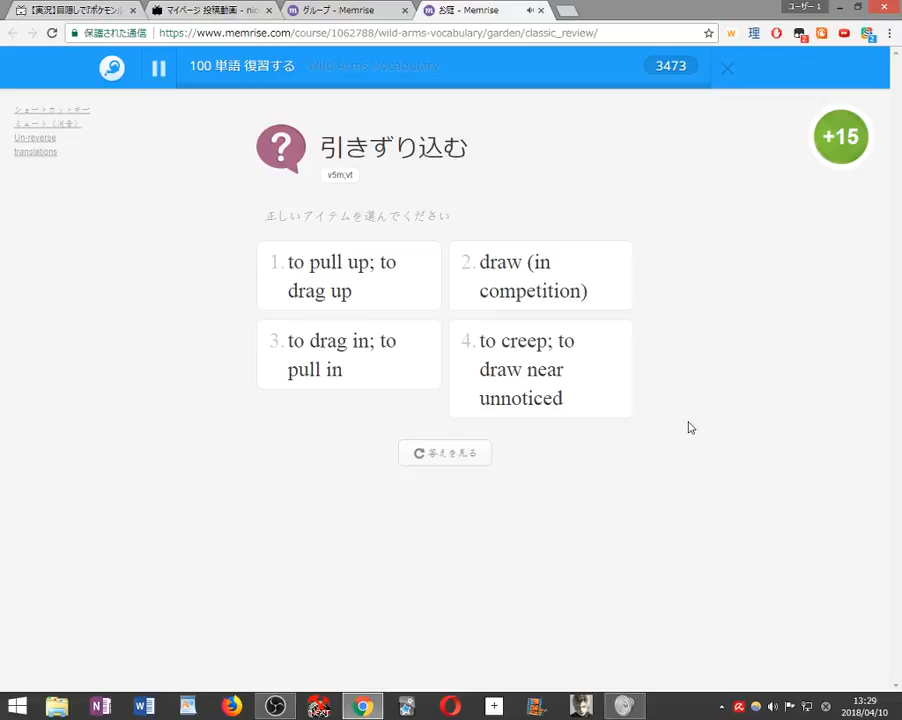 【実況】目隠しでポケモン
マイページ 投稿動画 - nic
グループ - Memrise
お庭 - Memrise
ユーザー 1
保護された通信
https://www.memrise.com/course/1062788/wild-arms-vocabulary/garden/classic_review/
100 単語 復習する
Wild Arms Vocabulary
3473
ショートカットキー
ミュート（消音）
Un-reverse
translations
?
引きずり込む
v5m;vt
+15
正しいアイテムを選んでください
1. to pull up; to
drag up
2. draw (in
competition)
3. to drag in; to
pull in
4. to creep; to
draw near
unnoticed
答えを見る
13:29
2018/04/10